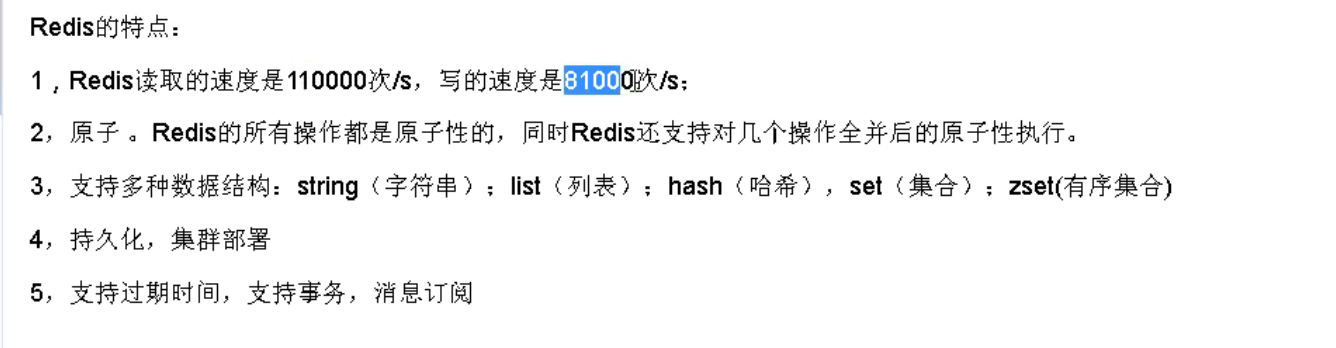 Redis的特点：
1，Redis读取的速度是110000次/s，写的速度是81000次/s；
2，原子 。Redis的所有操作都是原子性的，同时Redis还支持对几个操作全并后的原子性执行。
3，支持多种数据结构：string（字符串）；list（列表）；hash（哈希），set（集合）；zset(有序集合)
4，持久化，集群部署
5，支持过期时间，支持事务，消息订阅